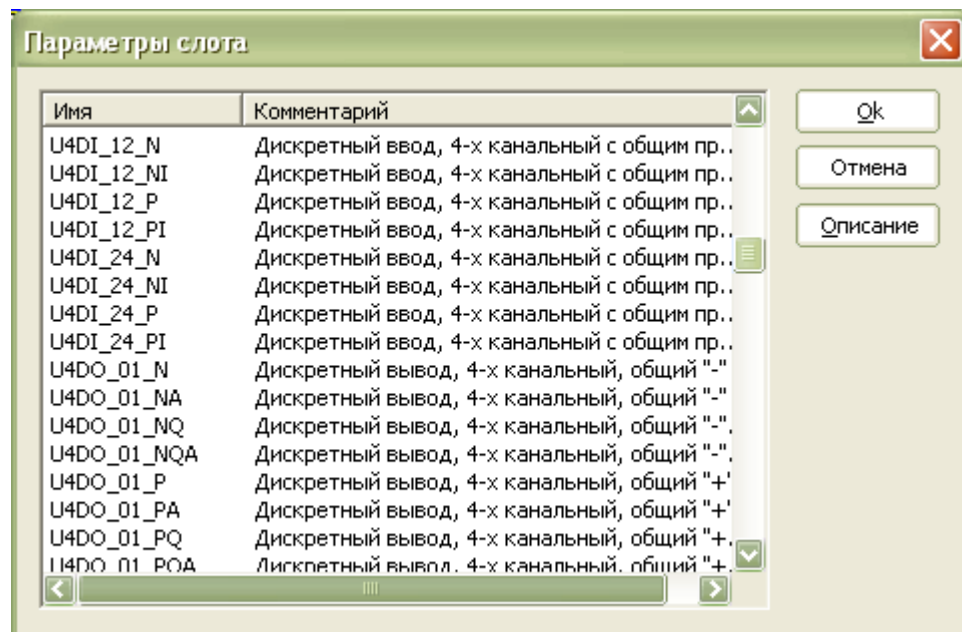 Параметры слота
Имя Комментарий
U4DI_12_N Дискретный ввод, 4-х канальный с общим пр..
U4DI_12_NI Дискретный ввод, 4-х канальный с общим пр..
U4DI_12_P Дискретный ввод, 4-х канальный с общим пр..
U4DI_12_PI Дискретный ввод, 4-х канальный с общим пр..
U4DI_24_N Дискретный ввод, 4-х канальный с общим пр..
U4DI_24_NI Дискретный ввод, 4-х канальный с общим пр..
U4DI_24_P Дискретный ввод, 4-х канальный с общим пр..
U4DI_24_PI Дискретный ввод, 4-х канальный с общим пр..
U4DO_01_N Дискретный вывод, 4-х канальный, общий "-"
U4DO_01_NA Дискретный вывод, 4-х канальный, общий "-"
U4DO_01_NQ Дискретный вывод, 4-х канальный, общий "-".
U4DO_01_NQA Дискретный вывод, 4-х канальный, общий "-".
U4DO_01_P Дискретный вывод, 4-х канальный, общий "+"
U4DO_01_PA Дискретный вывод, 4-х канальный, общий "+"
U4DO_01_PQ Дискретный вывод, 4-х канальный, общий "+.
U4DO_01_PQA Дискретный вывод, 4-х канальный, общий "+.
Ok
Отмена
Описание